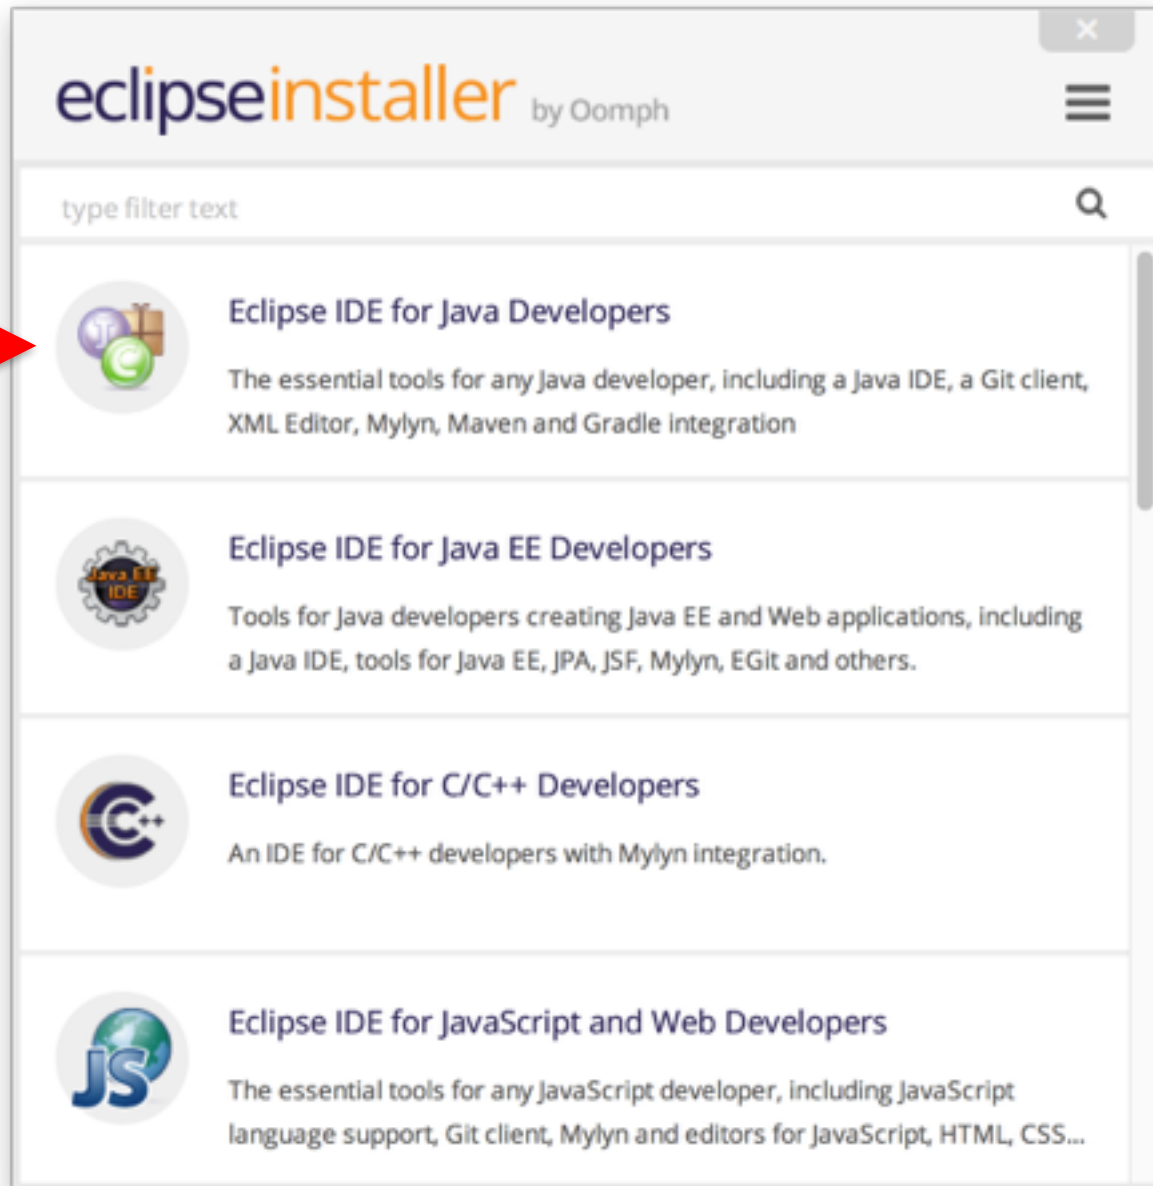 eclipseinstaller by Oomph
type filter text
Eclipse IDE for Java Developers
The essential tools for any Java developer, including a Java IDE, a Git client,
XML Editor, Mylyn, Maven and Gradle integration
Java EE
IDE
Eclipse IDE for Java EE Developers
Tools for Java developers creating Java EE and Web applications, including
a Java IDE, tools for Java EE, JPA, JSF, Mylyn, EGit and others.
C++
Eclipse IDE for C/C++ Developers
An IDE for C/C++ developers with Mylyn integration.
JS
Eclipse IDE for JavaScript and Web Developers
The essential tools for any JavaScript developer, including JavaScript
language support, Git client, Mylyn and editors for JavaScript, HTML, CSS...